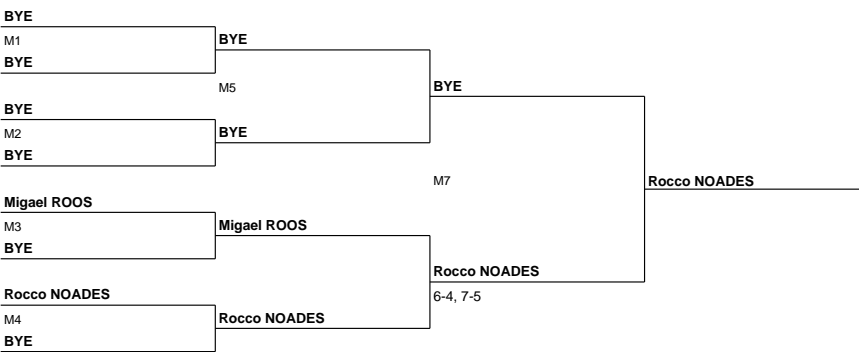 BYE
M1
BYE
BYE
M5
BYE
BYE
M2
BYE
BYE
M7
Rocco NOADES
Migael ROOS
M3
Migael ROOS
BYE
Rocco NOADES
6-4, 7-5
Rocco NOADES
M4
Rocco NOADES
BYE